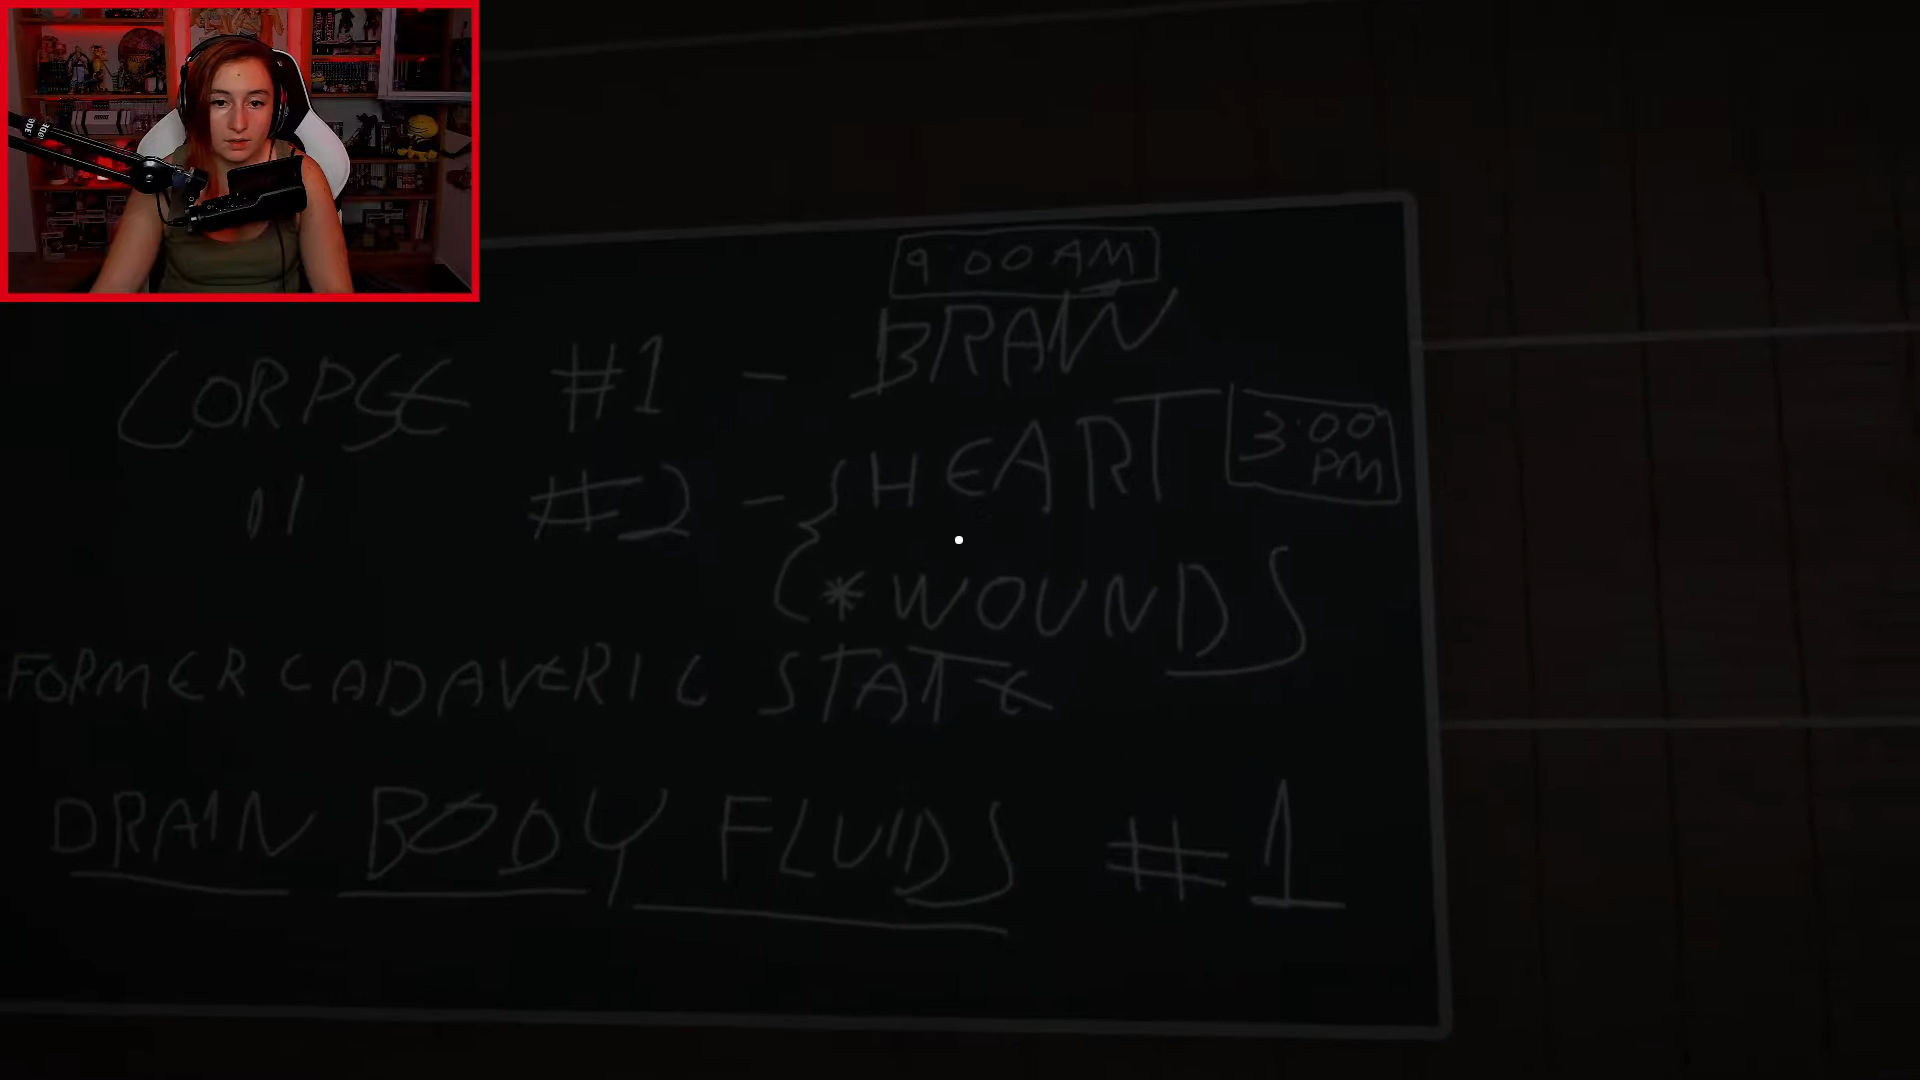 9:00 AM
CORPSE #1 - BRAIN
" #2 - { HEART 3:00 PM
* WOUNDS
FORMER CADAVERIC STATE
DRAIN BODY FLUIDS #1